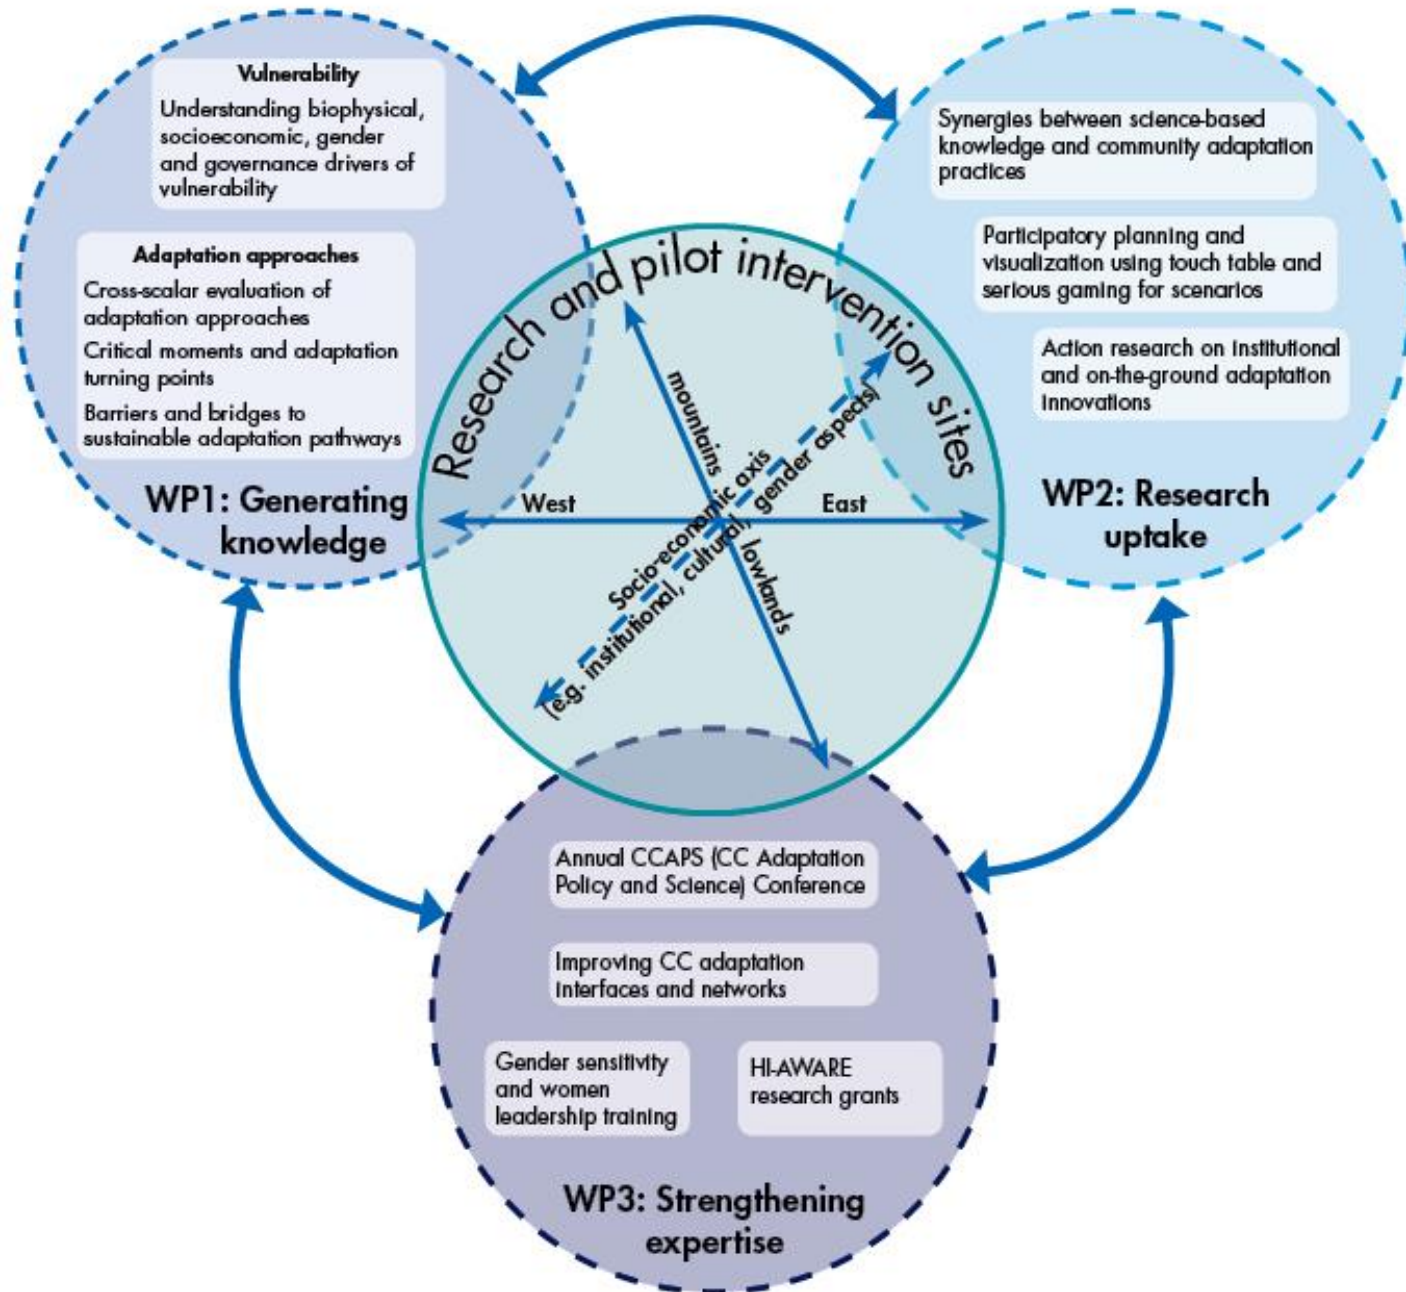 Vulnerability
Understanding biophysical,
socioeconomic, gender
and governance drivers of
vulnerability
Adaptation approaches
Cross-scalar evaluation of
adaptation approaches
Critical moments and adaptation
turning points
Barriers and bridges to
sustainable adaptation pathways
WP1: Generating
knowledge
Synergies between science-based
knowledge and community adaptation
practices
Participatory planning and
visualization using touch table and
serious gaming for scenarios
Action research on institutional
and on-the-ground adaptation
innovations
WP2: Research
uptake
Research and pilot intervention sites
mountains
West
East
Socio-economic axis
(e.g. institutional, cultural, gender aspects)
lowlands
Annual CCAPS (CC Adaptation
Policy and Science) Conference
Improving CC adaptation
interfaces and networks
Gender sensitivity
and women
leadership training
HI-AWARE
research grants
WP3: Strengthening
expertise